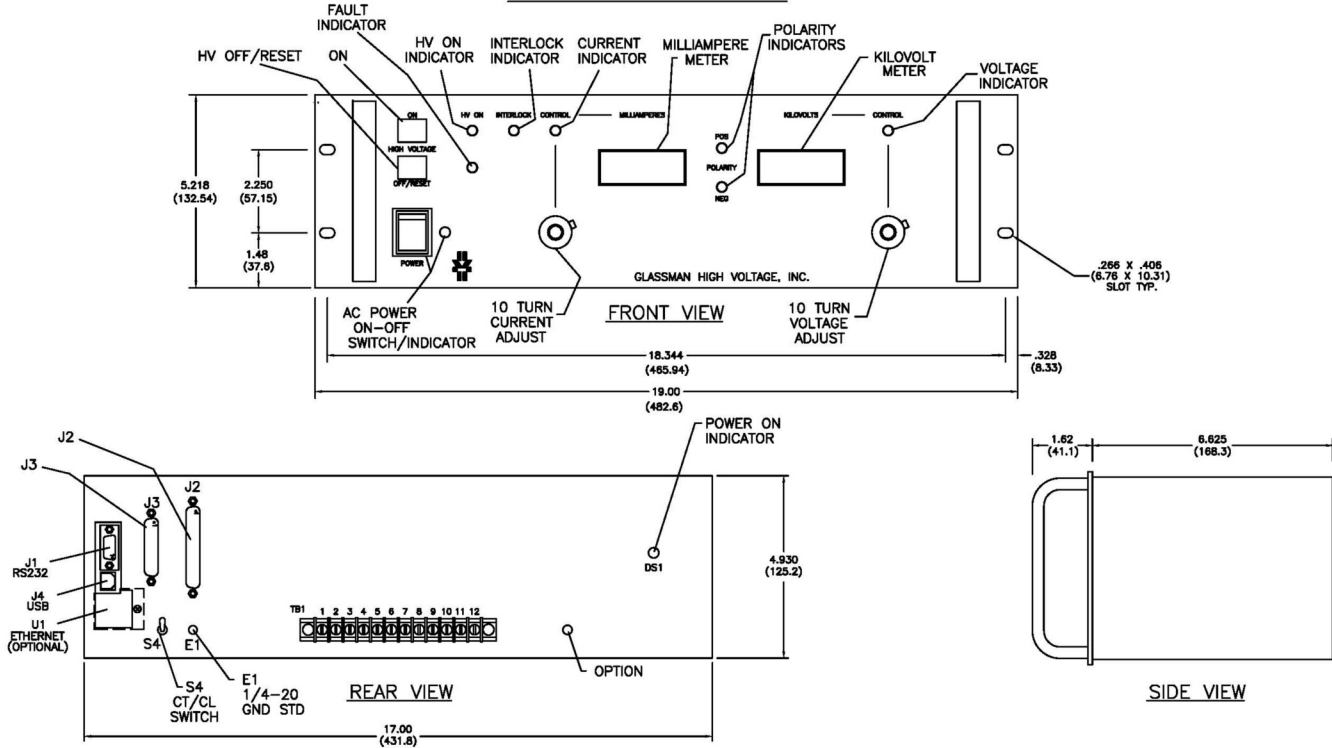 FAULT
INDICATOR
HV OFF/RESET
ON
HV ON
INDICATOR
INTERLOCK
INDICATOR
CURRENT
INDICATOR
MILLIAMPERE
METER
POLARITY
INDICATORS
KILOVOLT
METER
VOLTAGE
INDICATOR
ON
HIGH VOLTAGE
OFF/RESET
HV ON
INTERLOCK
CONTROL
MILLIAMPERES
POS
POLARITY
NEG
KILOVOLTS
CONTROL
POWER
GLASSMAN HIGH VOLTAGE, INC.
5.218
(132.54)
2.250
(57.15)
1.48
(37.6)
.266 X .406
(6.76 X 10.31)
SLOT TYP.
AC POWER
ON-OFF
SWITCH/INDICATOR
10 TURN
CURRENT
ADJUST
FRONT VIEW
10 TURN
VOLTAGE
ADJUST
18.344
(465.94)
.328
(8.33)
19.00
(482.6)
J2
J3
J3
J2
POWER ON
INDICATOR
DS1
J1
RS232
J4
USB
U1
ETHERNET
(OPTIONAL)
S4
E1
TB1 1 2 3 4 5 6 7 8 9 10 11 12
S4
CT/CL
SWITCH
E1
1/4-20
GND STD
REAR VIEW
OPTION
4.930
(125.2)
17.00
(431.8)
1.62
(41.1)
6.625
(168.3)
SIDE VIEW